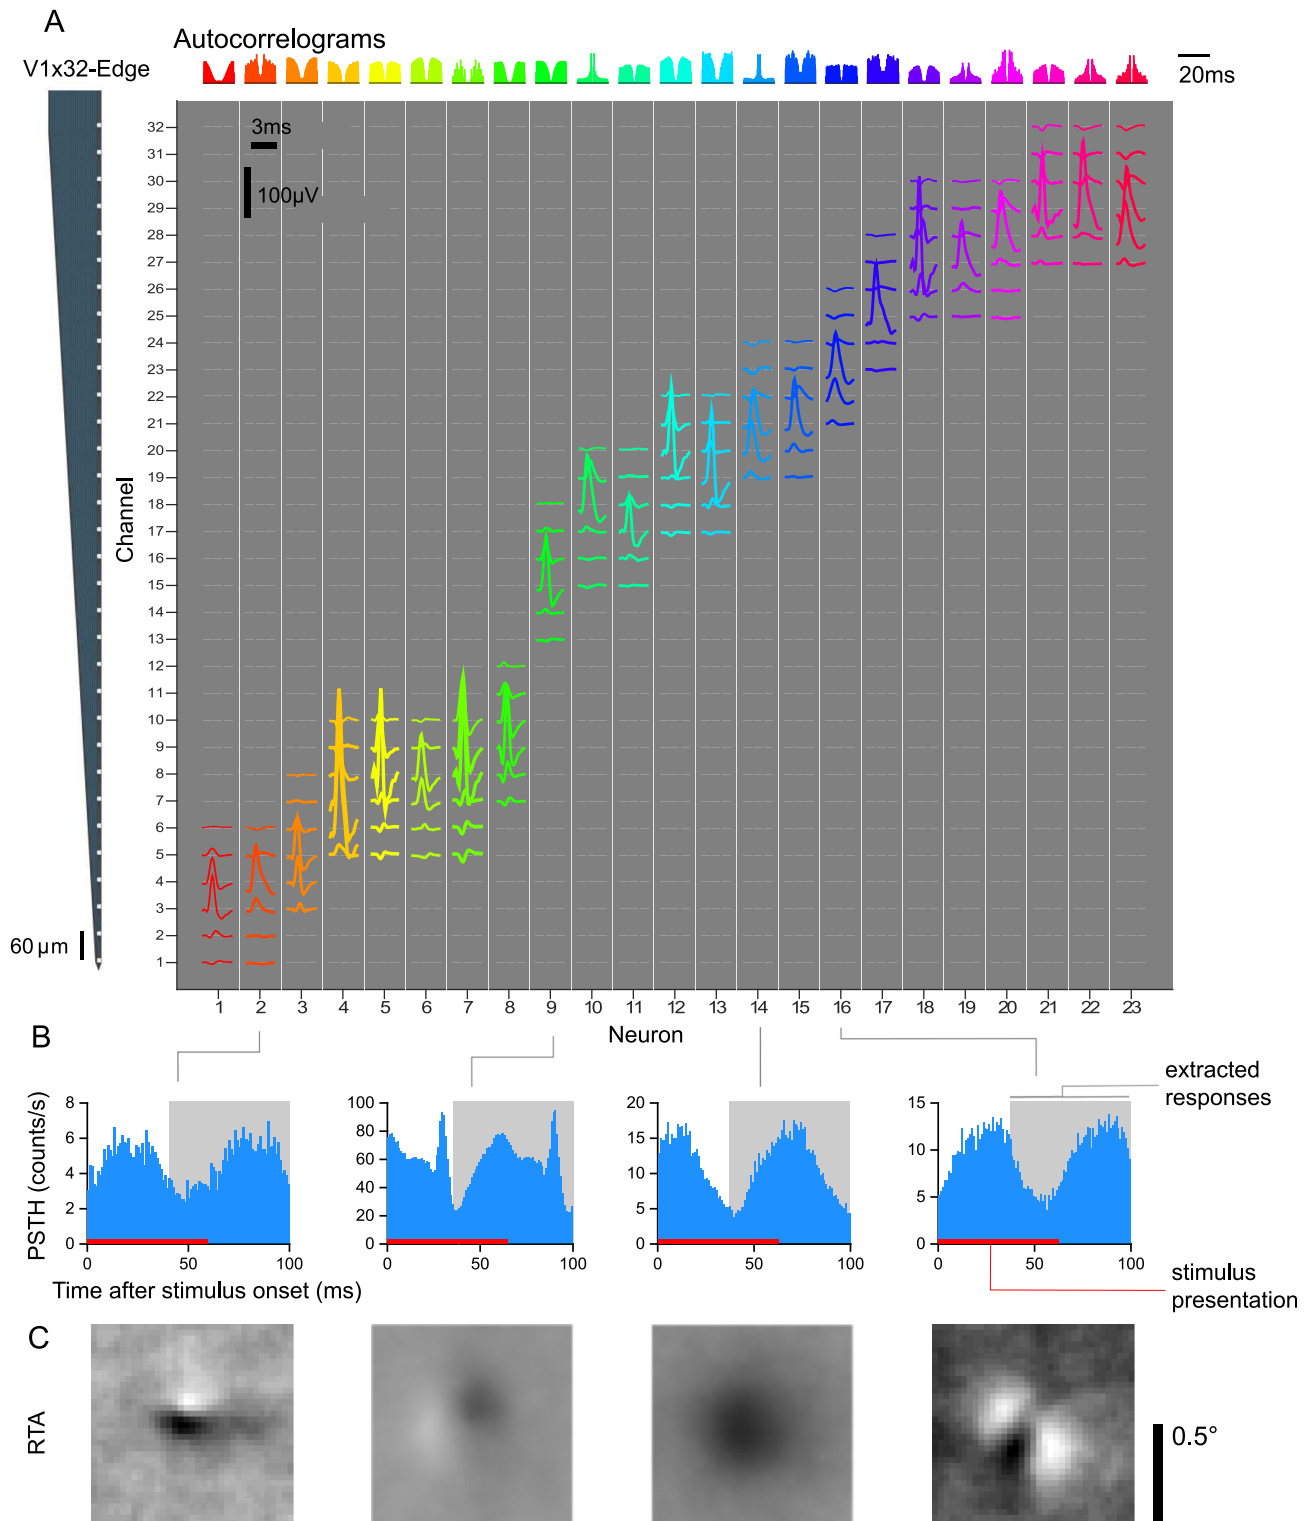 A
Autocorrelograms
V1x32-Edge
20ms
3ms
100µV
32
31
30
29
28
27
26
25
24
23
22
21
20
19
18
17
16
15
14
13
12
11
10
9
8
7
6
5
4
3
2
1
Channel
60 µm
1 2 3 4 5 6 7 8 9 10 11 12 13 14 15 16 17 18 19 20 21 22 23
Neuron
B
extracted
responses
PSTH (counts/s)
8
6
4
2
0
0 50 100
100
80
60
40
20
0
0 50 100
20
15
10
5
0
0 50 100
15
10
5
0
0 50 100
Time after stimulus onset (ms)
stimulus
presentation
C
RTA
0.5°